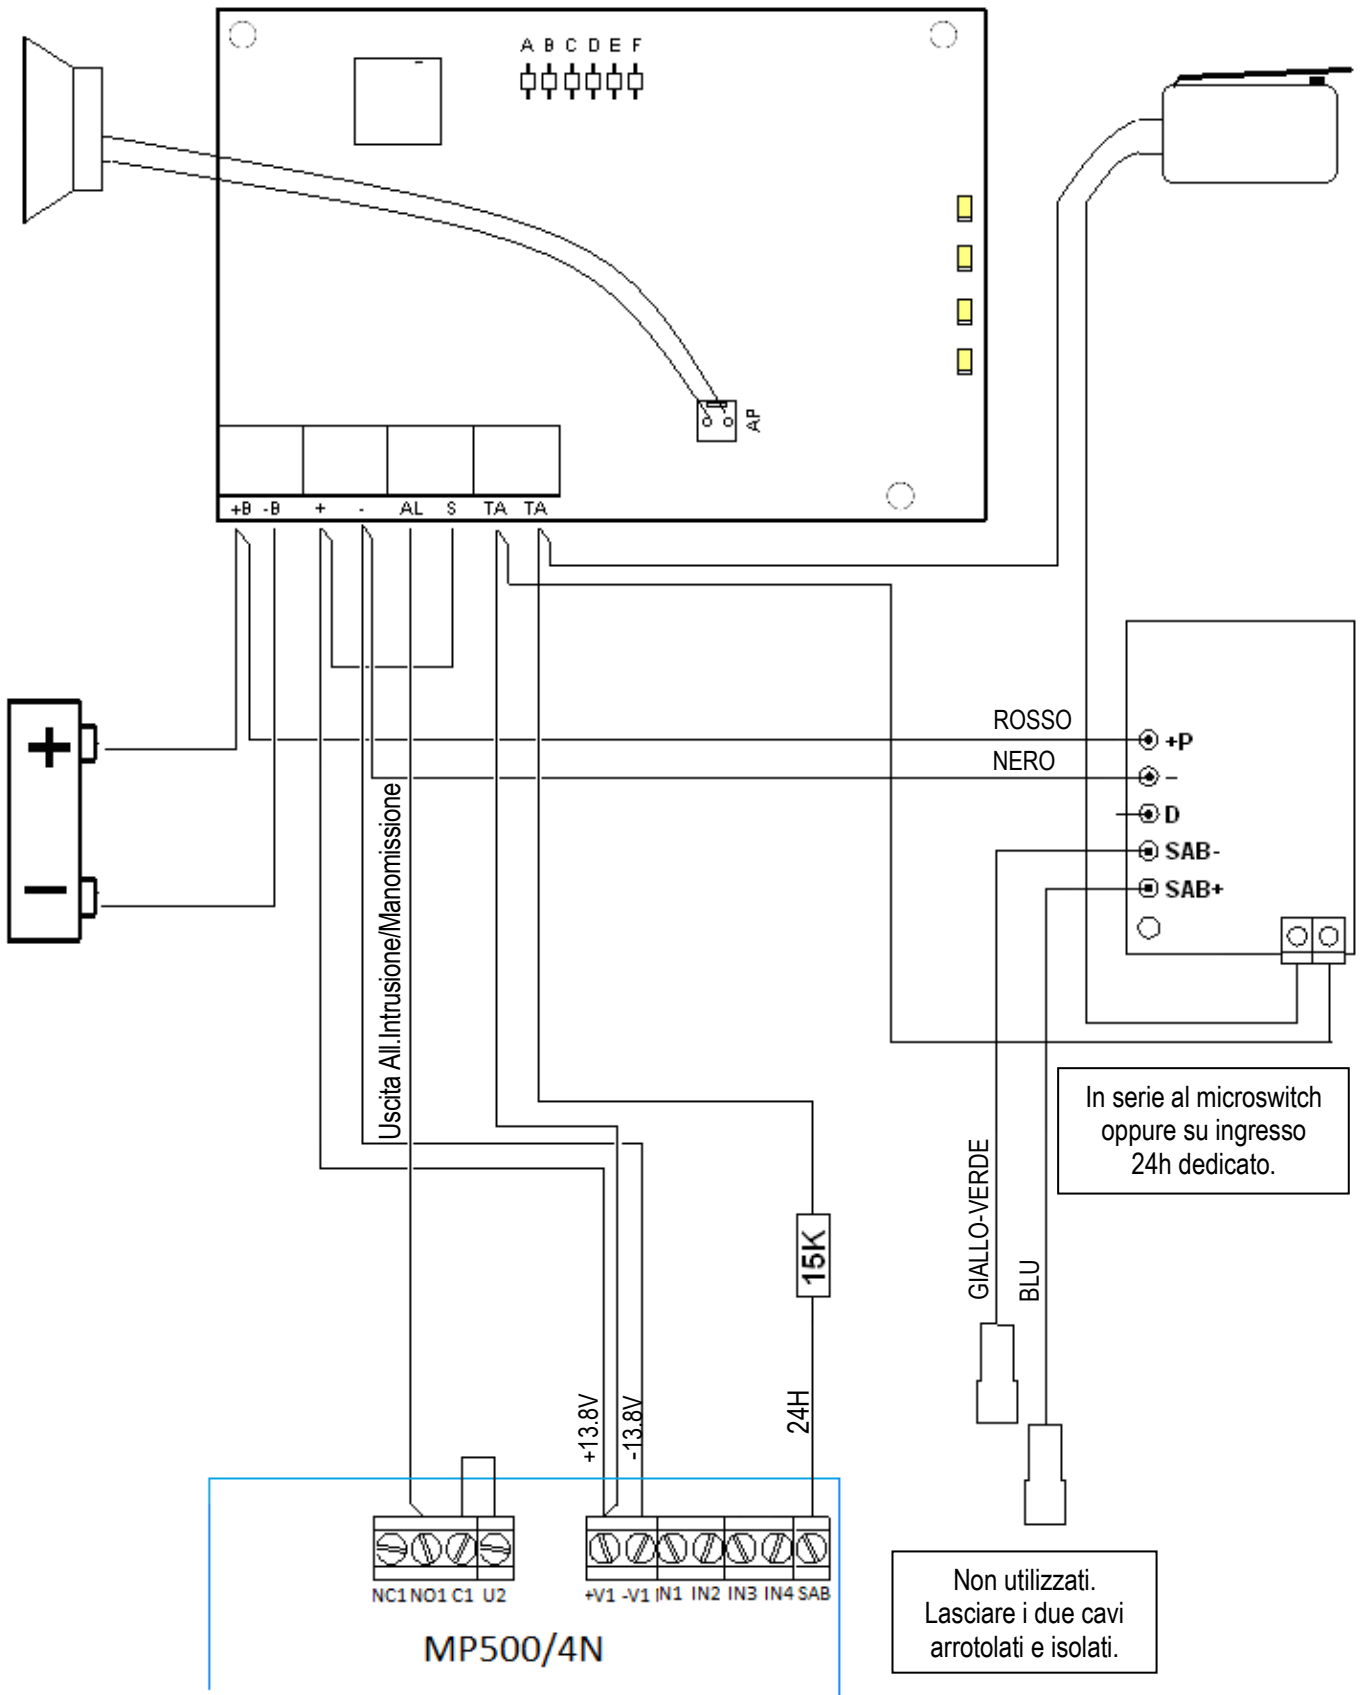 A B C D E F
AP
+B -B + - AL S TA TA
+
−
ROSSO
NERO
+P
–
D
SAB-
SAB+
Uscita All.Intrusione/Manomissione
In serie al microswitch
oppure su ingresso
24h dedicato.
GIALLO-VERDE
BLU
15K
+13.8V
-13.8V
24H
NC1 NO1 C1 U2
+V1 -V1 IN1 IN2 IN3 IN4 SAB
MP500/4N
Non utilizzati.
Lasciare i due cavi
arrotolati e isolati.